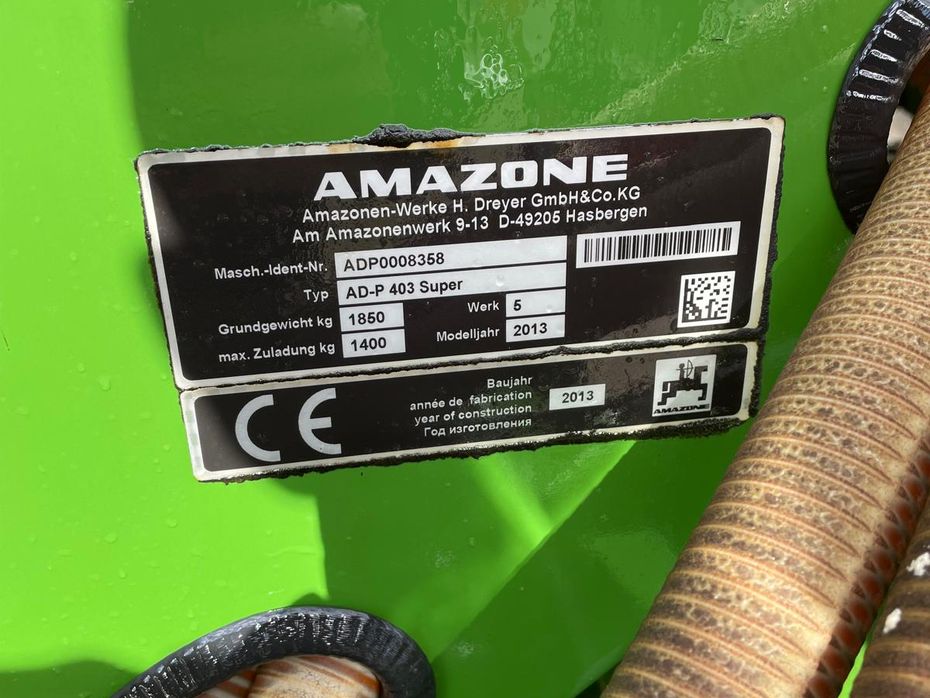 AMAZONE
Amazonen-Werke H. Dreyer GmbH&Co.KG
Am Amazonenwerk 9-13 D-49205 Hasbergen
Masch.-Ident-Nr. ADP0008358
Typ AD-P 403 Super
Grundgewicht kg 1850 Werk 5
max. Zuladung kg 1400 Modelljahr 2013
CE
Baujahr
année de fabrication 2013
year of construction
Год изготовления
AMAZONE